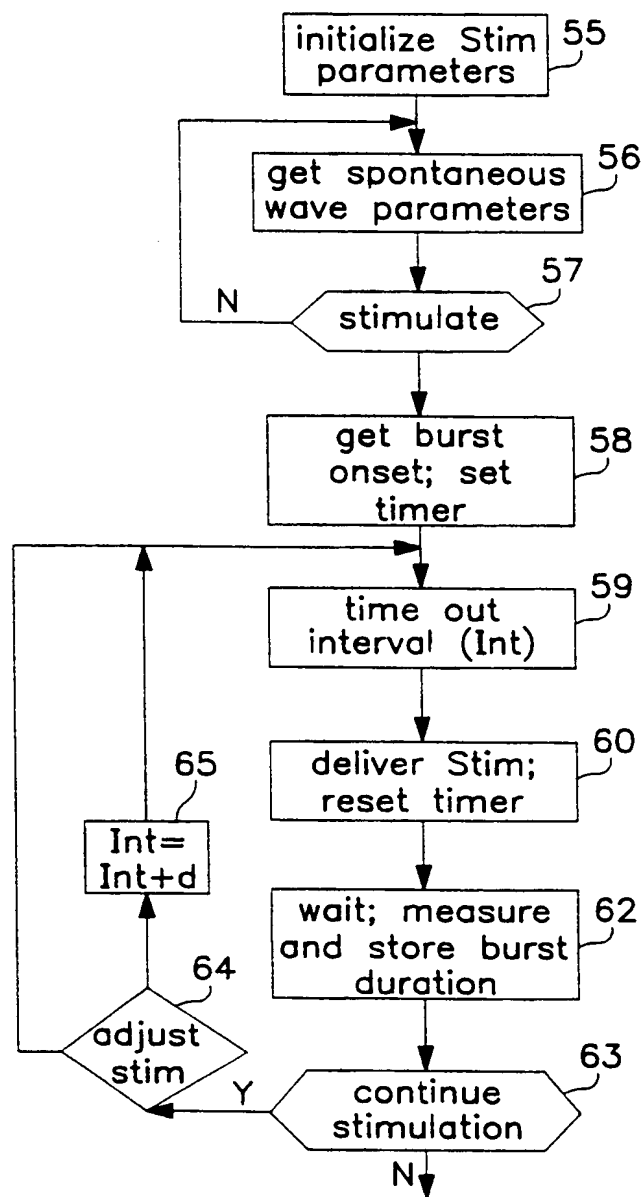 initialize Stim
parameters
55
get spontaneous
wave parameters
56
N
stimulate
57
get burst
onset; set
timer
58
time out
interval (Int)
59
deliver Stim;
reset timer
60
65
Int=
Int+d
wait; measure
and store burst
duration
62
64
adjust
stim
Y
continue
stimulation
63
N